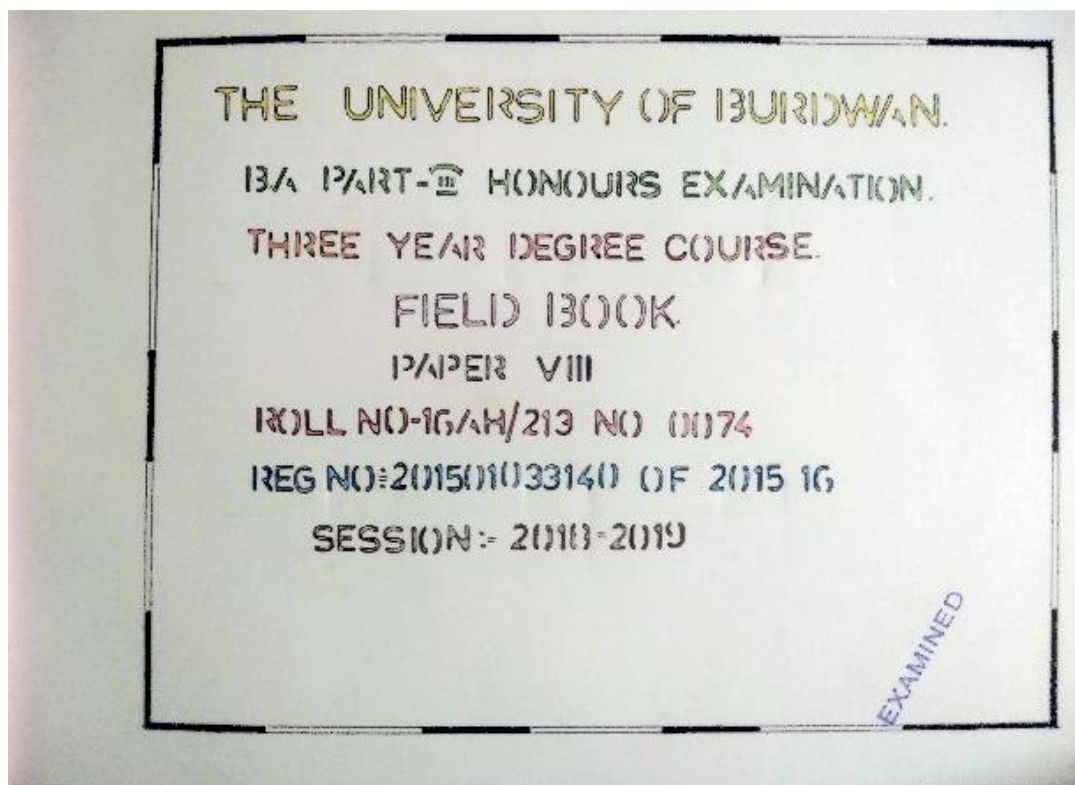 THE UNIVERSITY OF BURDWAN.
BA PART-III HONOURS EXAMINATION.
THREE YEAR DEGREE COURSE.
FIELD BOOK.
PAPER VIII
ROLL NO-16AH/213 NO 0074
REG NO:-201501033140 OF 2015 16
SESSION:- 2018-2019
EXAMINED